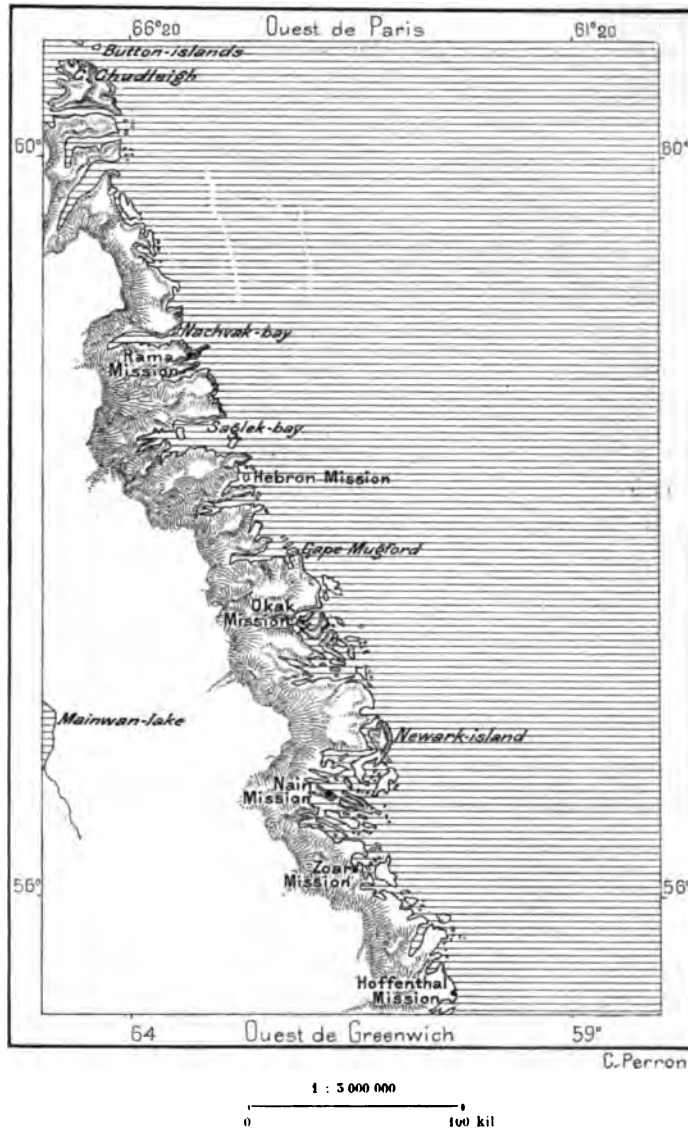 66°20 Ouest de Paris 61°20
Button-islands
C. Chudleigh
60° 60°
Nachvak-bay
Rama
Mission
Saglek-bay
Hebron Mission
Cape Mugford
Okak
Mission
Mainwan-lake
Newark-island
Nain
Mission
Zoar
Mission
56° 56°
Hoffenthal
Mission
64 Ouest de Greenwich 59°
C. Perron
1 : 3 000 000
0 100 kil